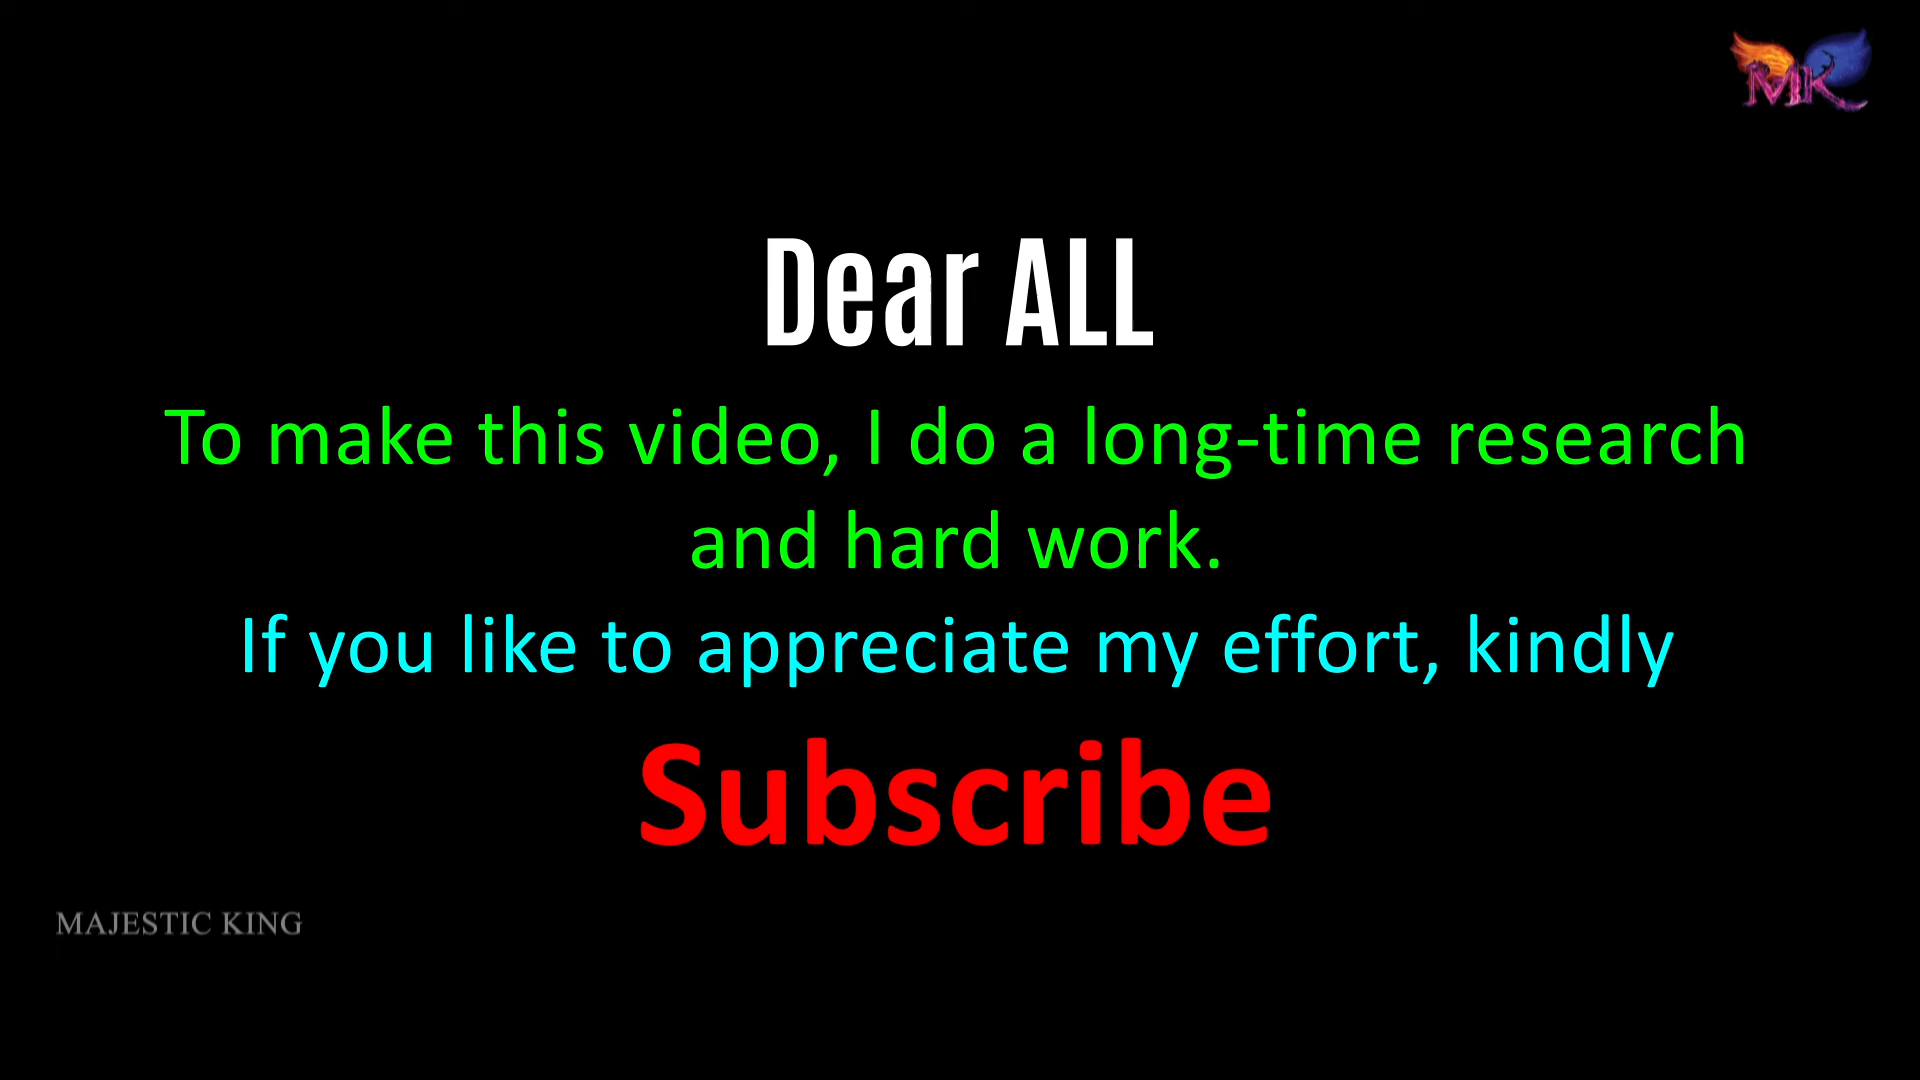 MK
Dear ALL
To make this video, I do a long-time research
and hard work.
If you like to appreciate my effort, kindly
Subscribe
MAJESTIC KING